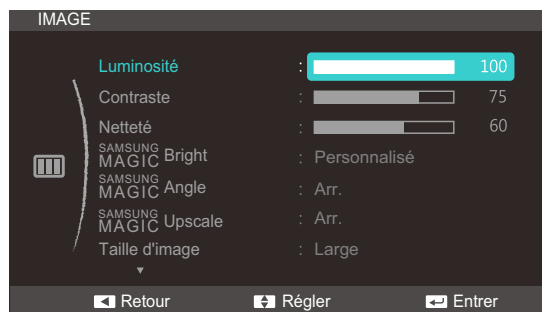 IMAGE
Luminosité : 100
Contraste : 75
Netteté : 60
SAMSUNG MAGIC Bright : Personnalisé
SAMSUNG MAGIC Angle : Arr.
SAMSUNG MAGIC Upscale : Arr.
Taille d'image : Large
Retour Régler Entrer